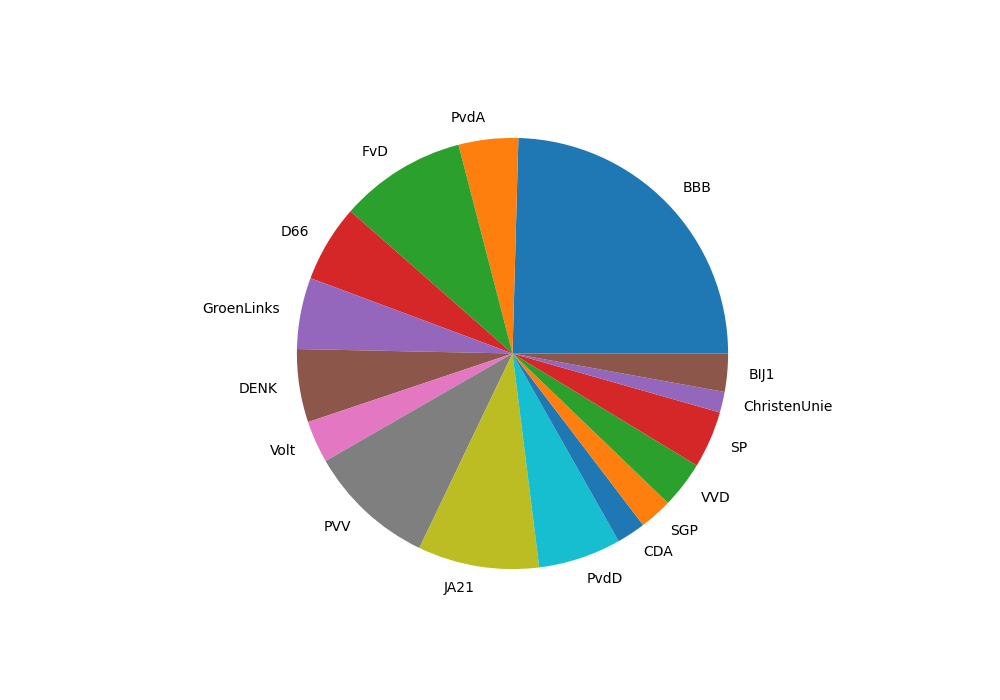 PvdA
FvD
BBB
D66
GroenLinks
DENK
BIJ1
ChristenUnie
SP
Volt
VVD
PVV
SGP
CDA
PvdD
JA21